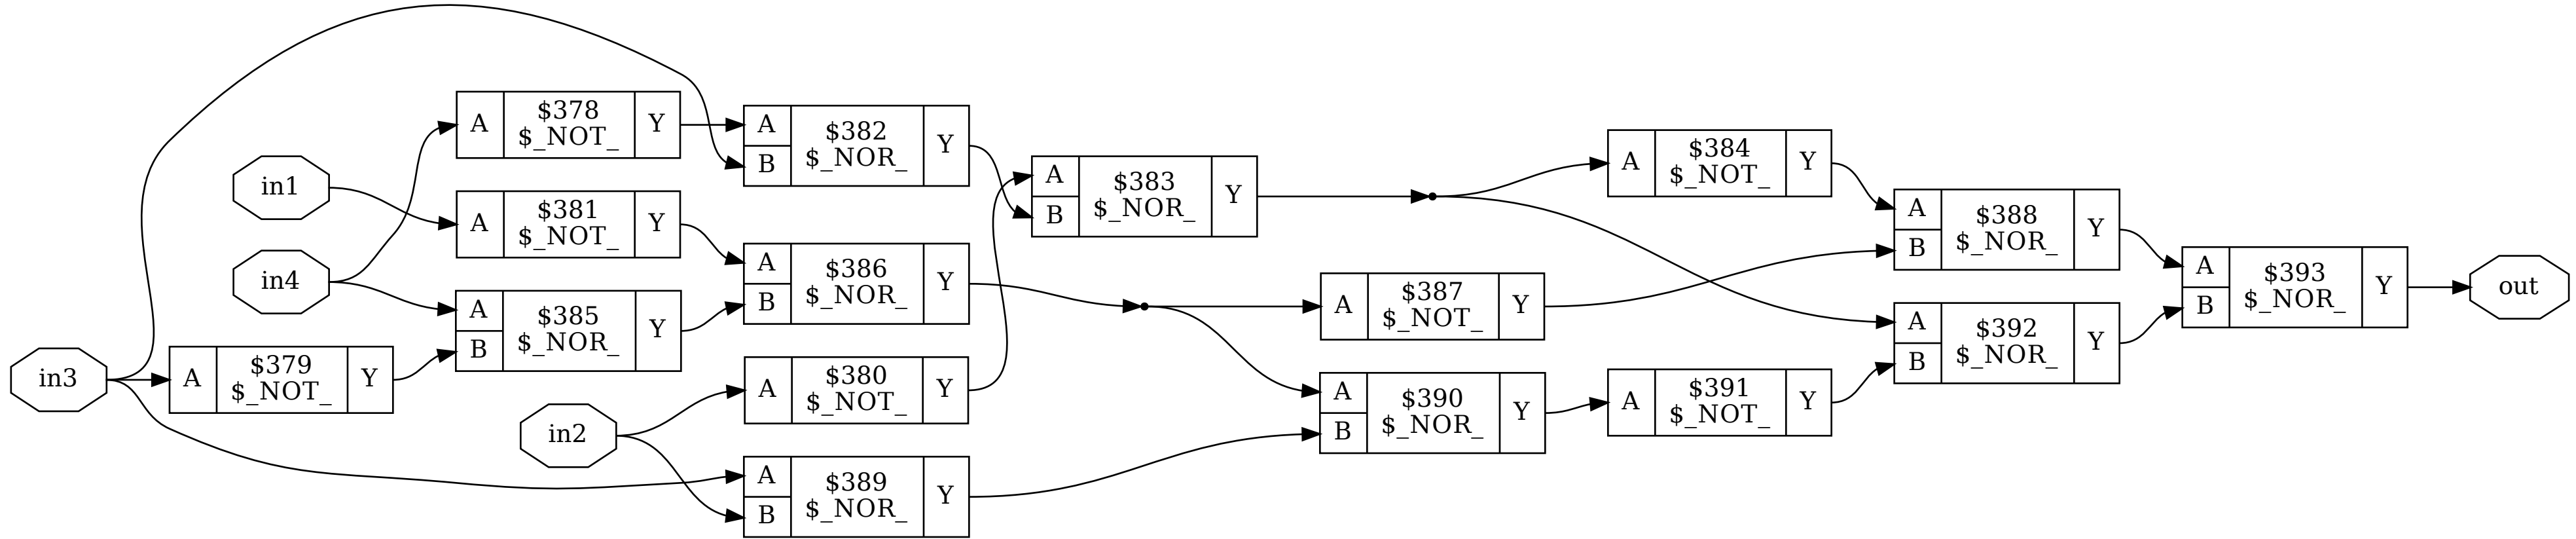 in1
in4
in3
A $379 $_NOT_ Y
A $378 $_NOT_ Y
A $381 $_NOT_ Y
A B $385 $_NOR_ Y
in2
A B $382 $_NOR_ Y
A B $386 $_NOR_ Y
A $380 $_NOT_ Y
A B $389 $_NOR_ Y
A B $383 $_NOR_ Y
A $387 $_NOT_ Y
A B $390 $_NOR_ Y
A $384 $_NOT_ Y
A $391 $_NOT_ Y
A B $388 $_NOR_ Y
A B $392 $_NOR_ Y
A B $393 $_NOR_ Y
out